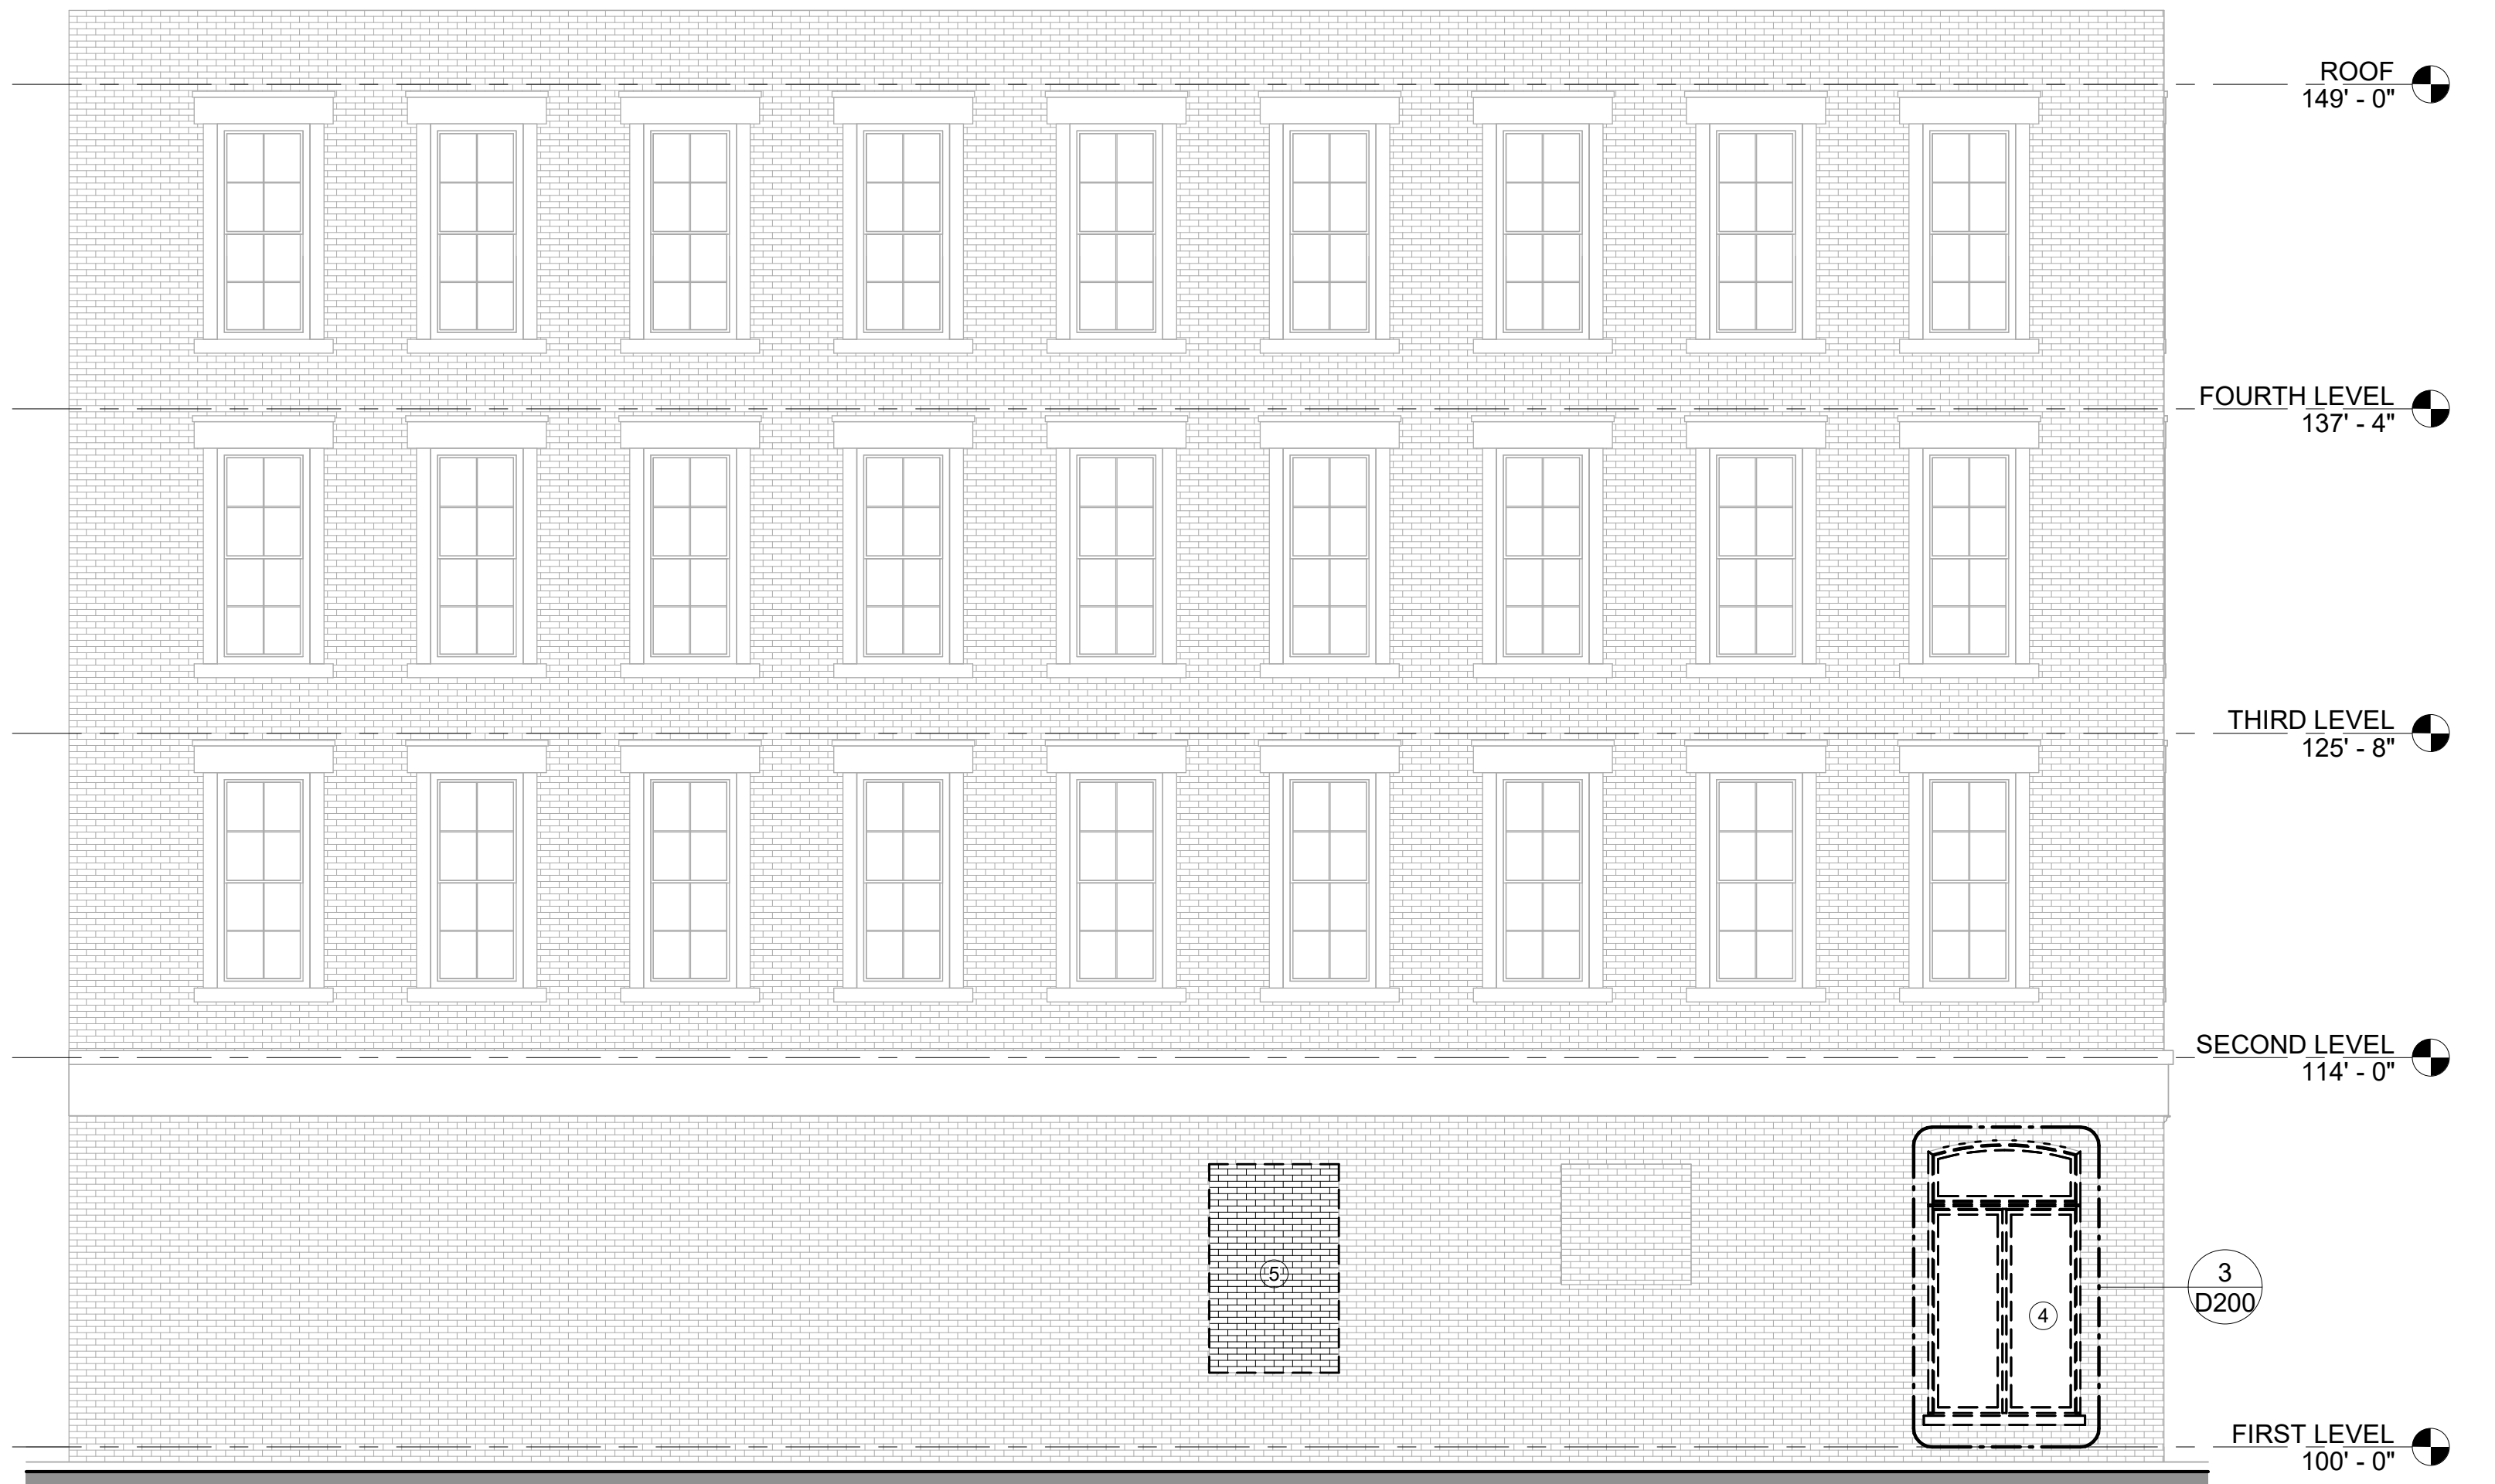 ROOF
149' - 0"
FOURTH LEVEL
137' - 4"
THIRD LEVEL
125' - 8"
SECOND LEVEL
114' - 0"
5
4
3
D200
FIRST LEVEL
100' - 0"